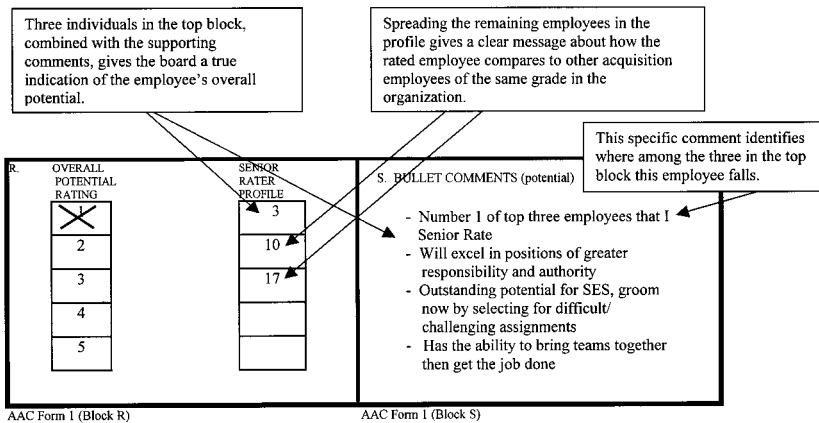 Three individuals in the top block,
combined with the supporting
comments, gives the board a true
indication of the employee's overall
potential.
Spreading the remaining employees in the
profile gives a clear message about how the
rated employee compares to other acquisition
employees of the same grade in the
organization.
This specific comment identifies
where among the three in the top
block this employee falls.
R. OVERALL
POTENTIAL
RATING
1
2
3
4
5
SENIOR
RATER
PROFILE
3
10
17
S. BULLET COMMENTS (potential)
- Number 1 of top three employees that I
Senior Rate
- Will excel in positions of greater
responsibility and authority
- Outstanding potential for SES, groom
now by selecting for difficult/
challenging assignments
- Has the ability to bring teams together
then get the job done
AAC Form 1 (Block R)
AAC Form 1 (Block S)